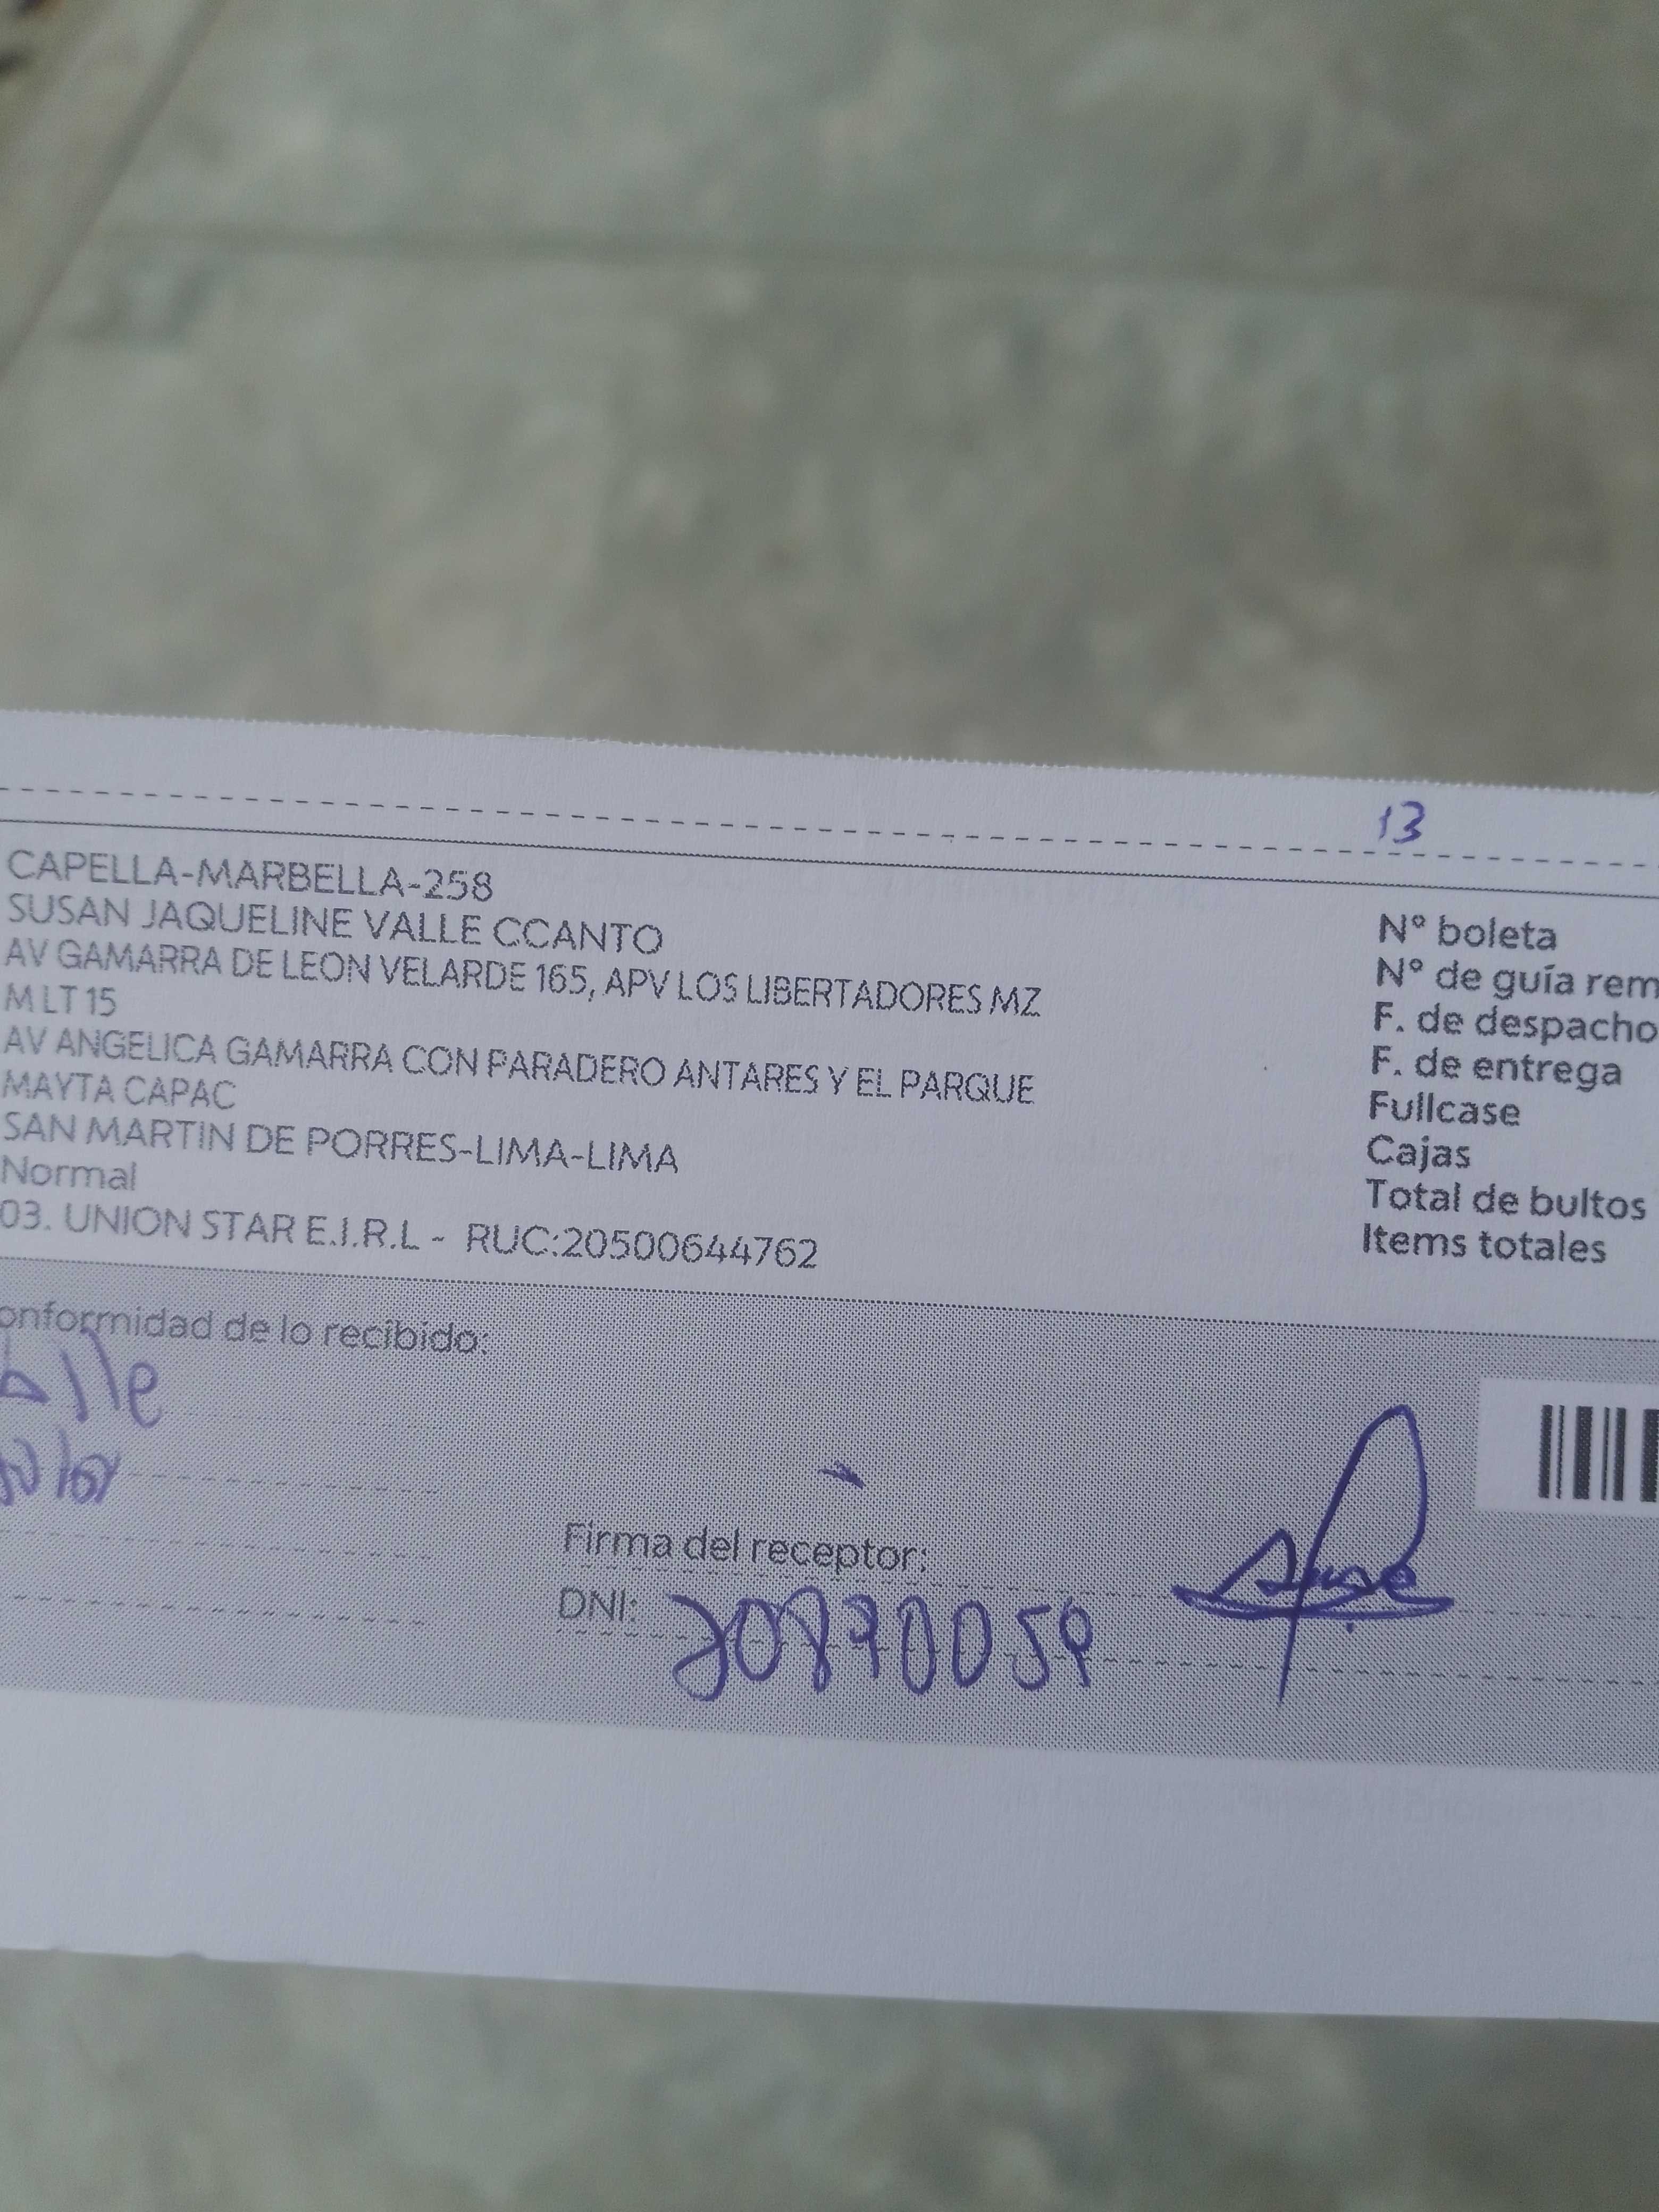 13
CAPELLA-MARBELLA-258
SUSAN JAQUELINE VALLE CCANTO
AV GAMARRA DE LEON VELARDE 165, APV LOS LIBERTADORES MZ
M LT 15
AV ANGELICA GAMARRA CON PARADERO ANTARES Y EL PARQUE
MAYTA CAPAC
SAN MARTIN DE PORRES-LIMA-LIMA
Normal
03. UNION STAR E.I.R.L - RUC:20500644762
N° boleta
N° de guía rem
F. de despacho
F. de entrega
Fullcase
Cajas
Total de bultos
Items totales
onformidad de lo recibido:
alle
Firma del receptor:
DNI: 20890059